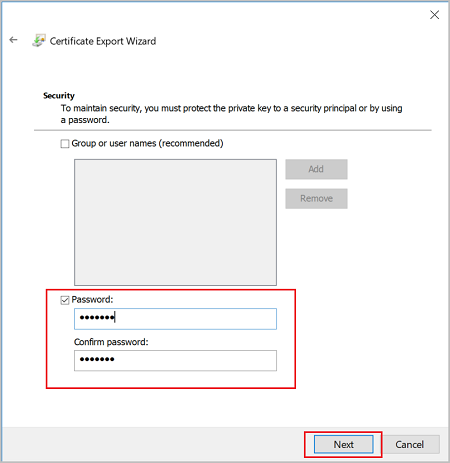 Certificate Export Wizard
Security
To maintain security, you must protect the private key to a security principal or by using
a password.
Group or user names (recommended)
Add
Remove
Password:
•••••••
Confirm password:
•••••••
Next
Cancel